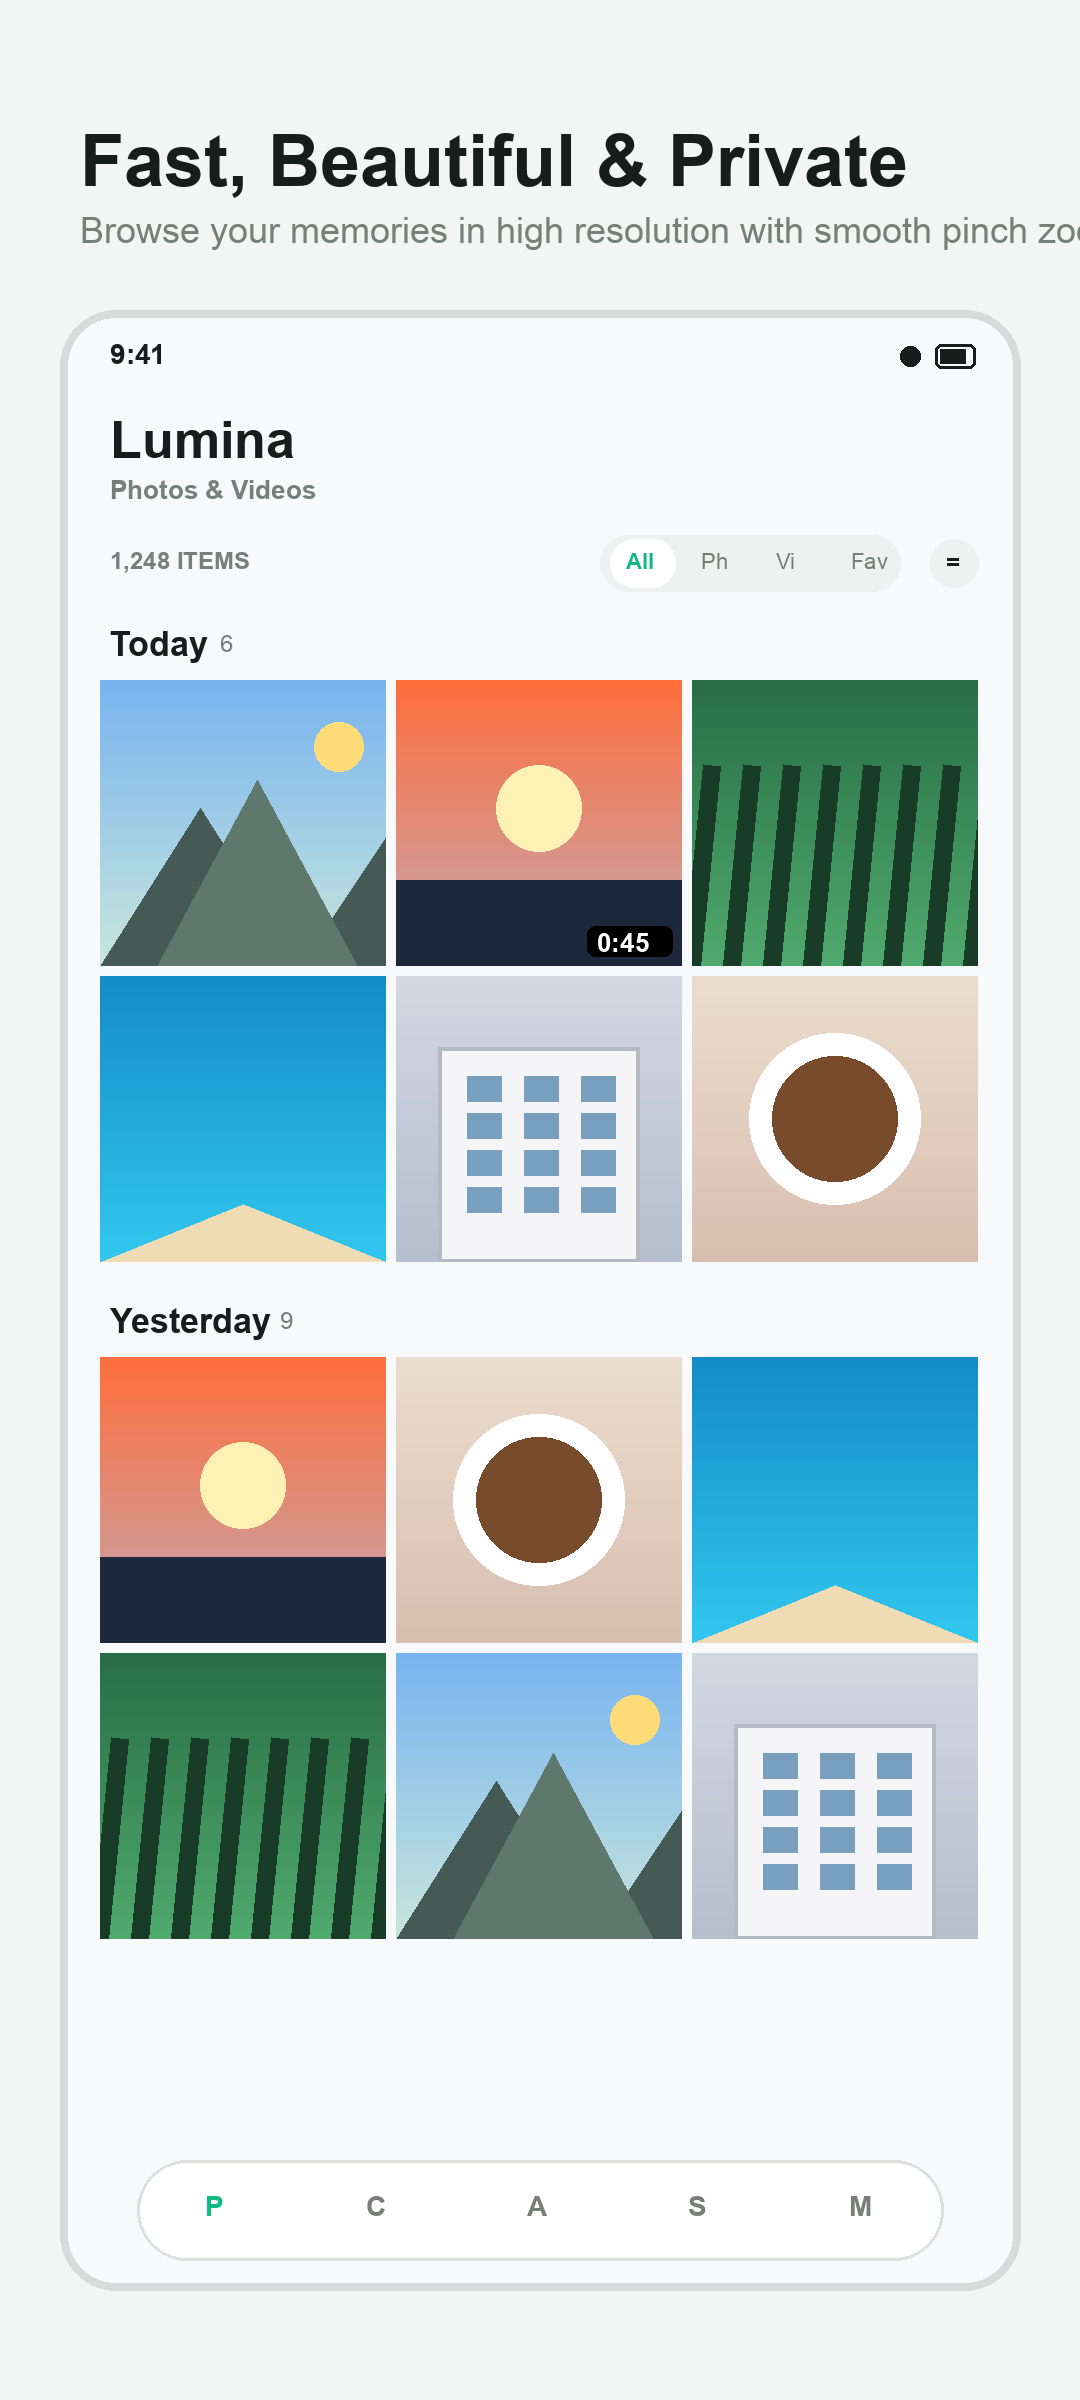 Fast, Beautiful & Private
Browse your memories in high resolution with smooth pinch
9:41
Lumina
Photos & Videos
1,248 ITEMS
All Ph Vi Fav =
Today 6
0:45
Yesterday 9
P C A S M